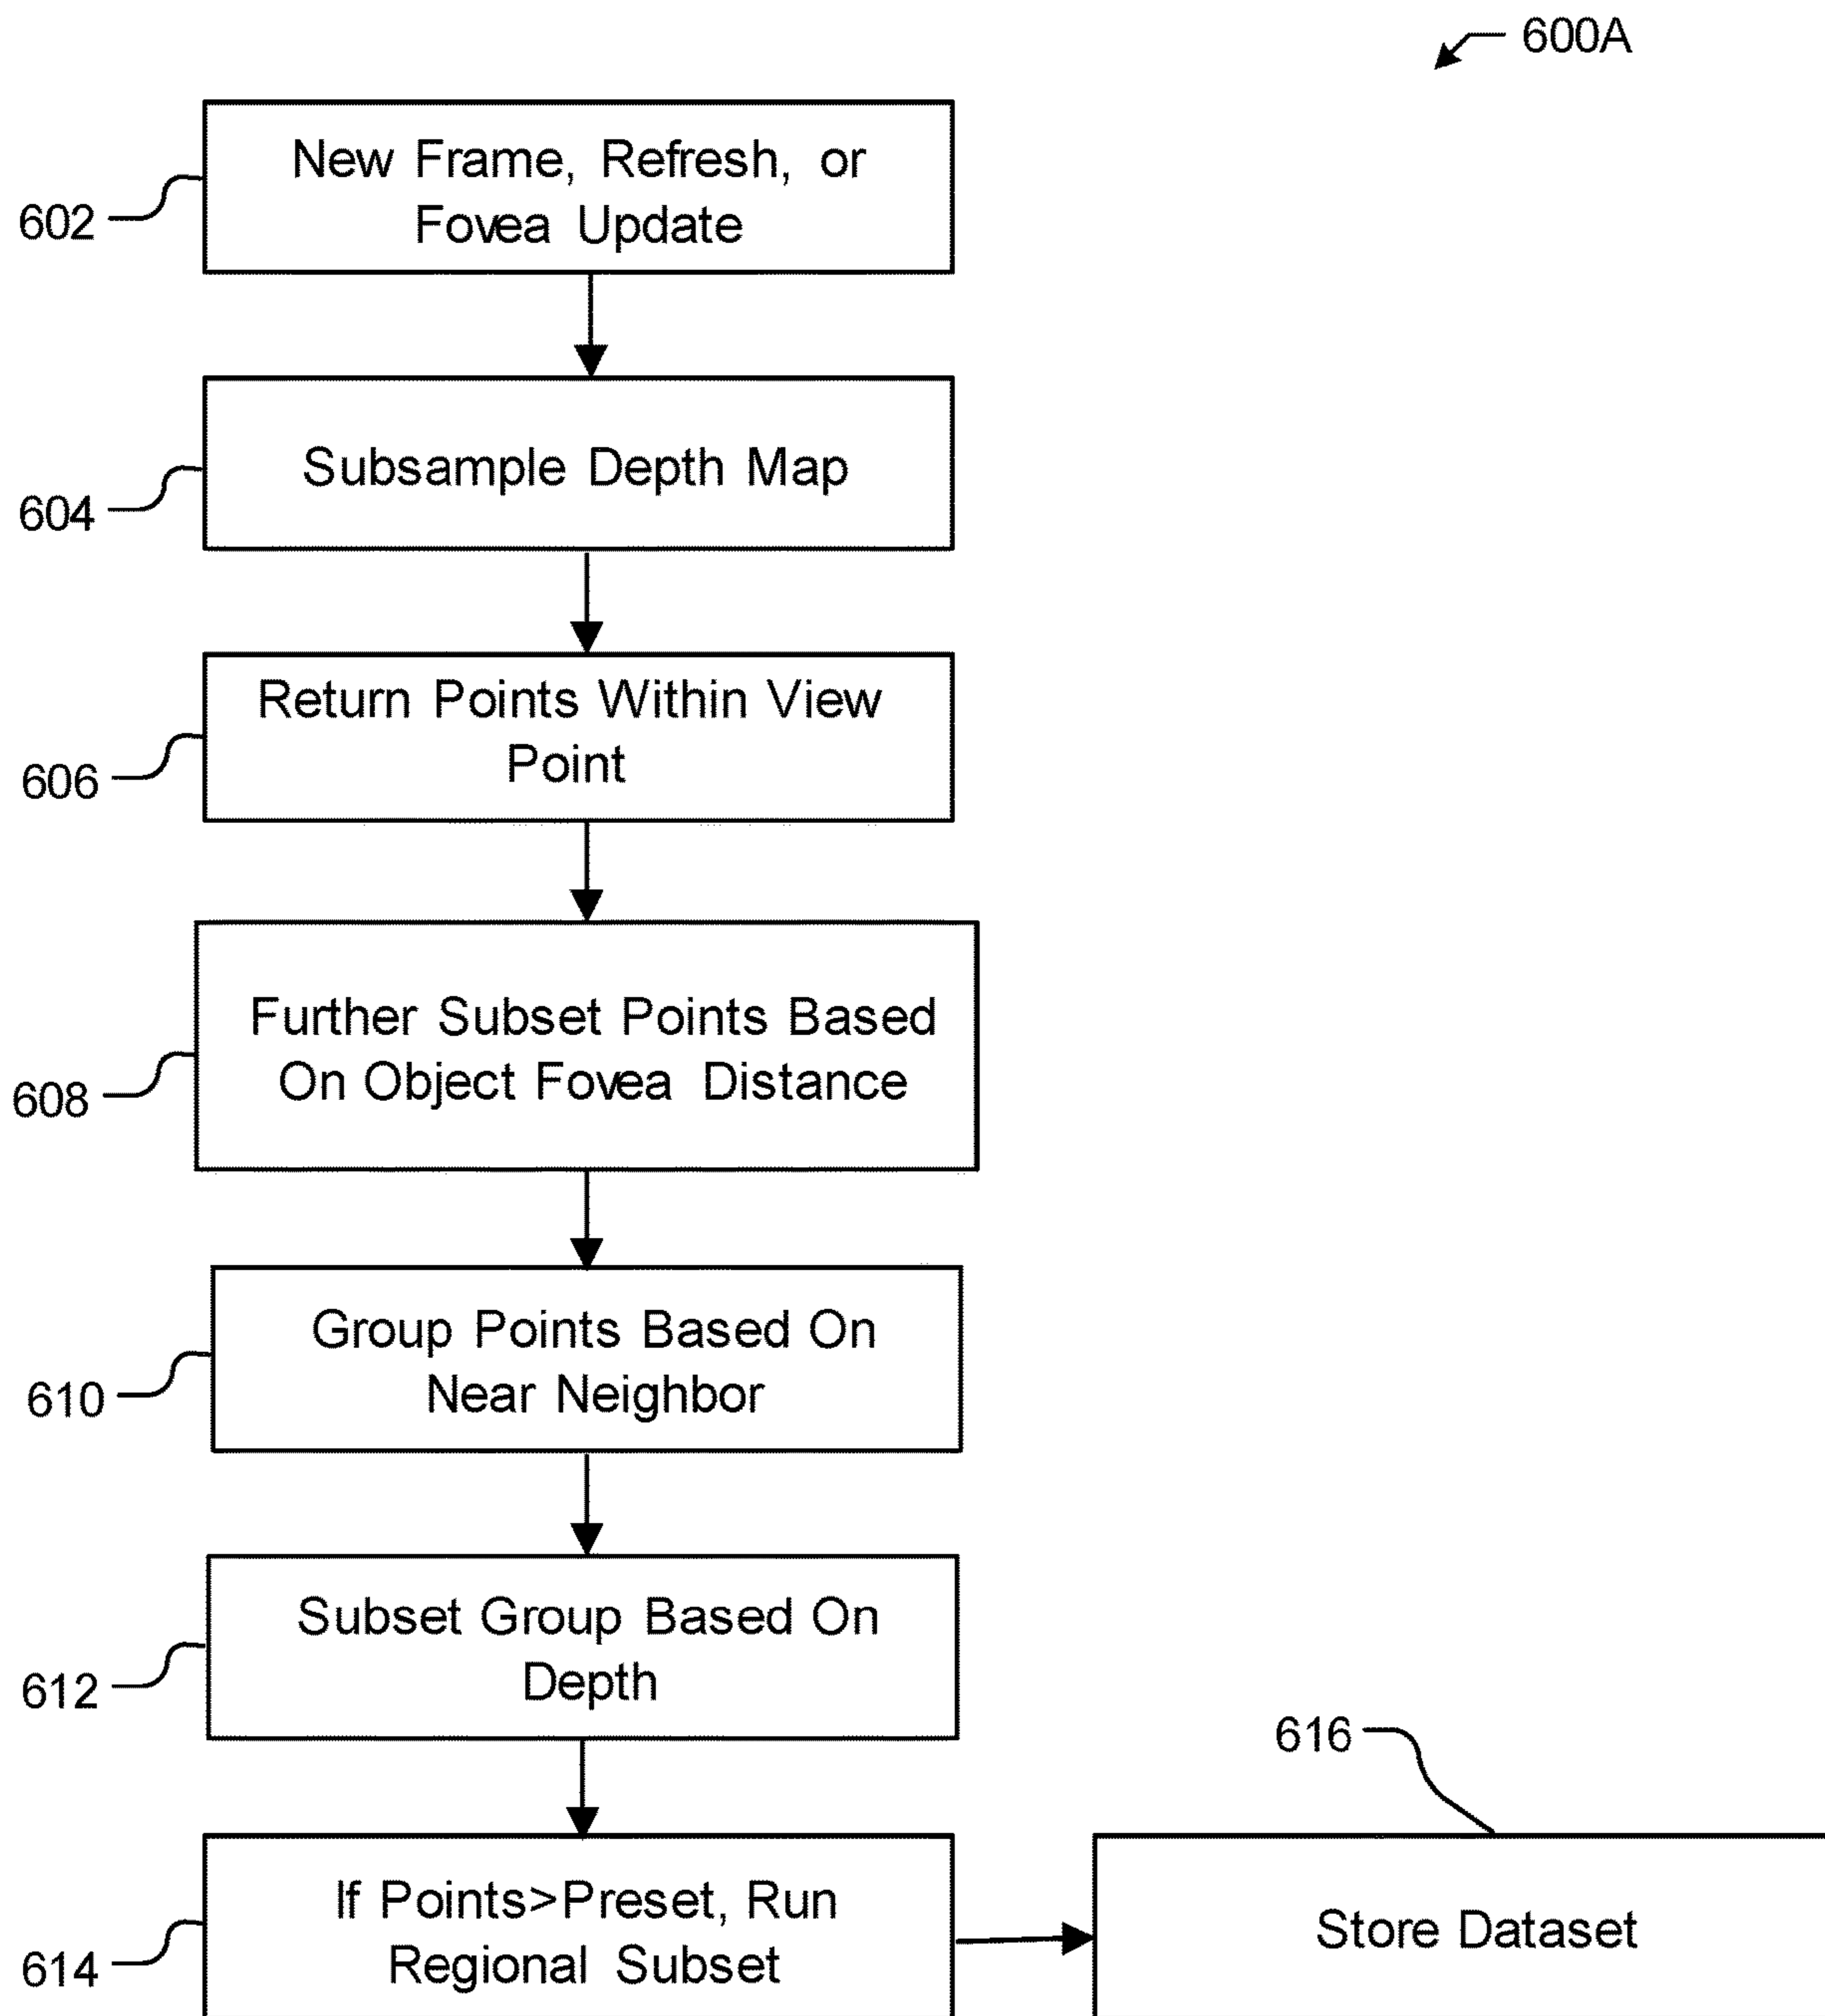 600A
New Frame, Refresh, or
Fovea Update
602
Subsample Depth Map
604
Return Points Within View
Point
606
Further Subset Points Based
On Object Fovea Distance
608
Group Points Based On
Near Neighbor
610
Subset Group Based On
Depth
612
616
If Points>Preset, Run
Regional Subset
614
Store Dataset